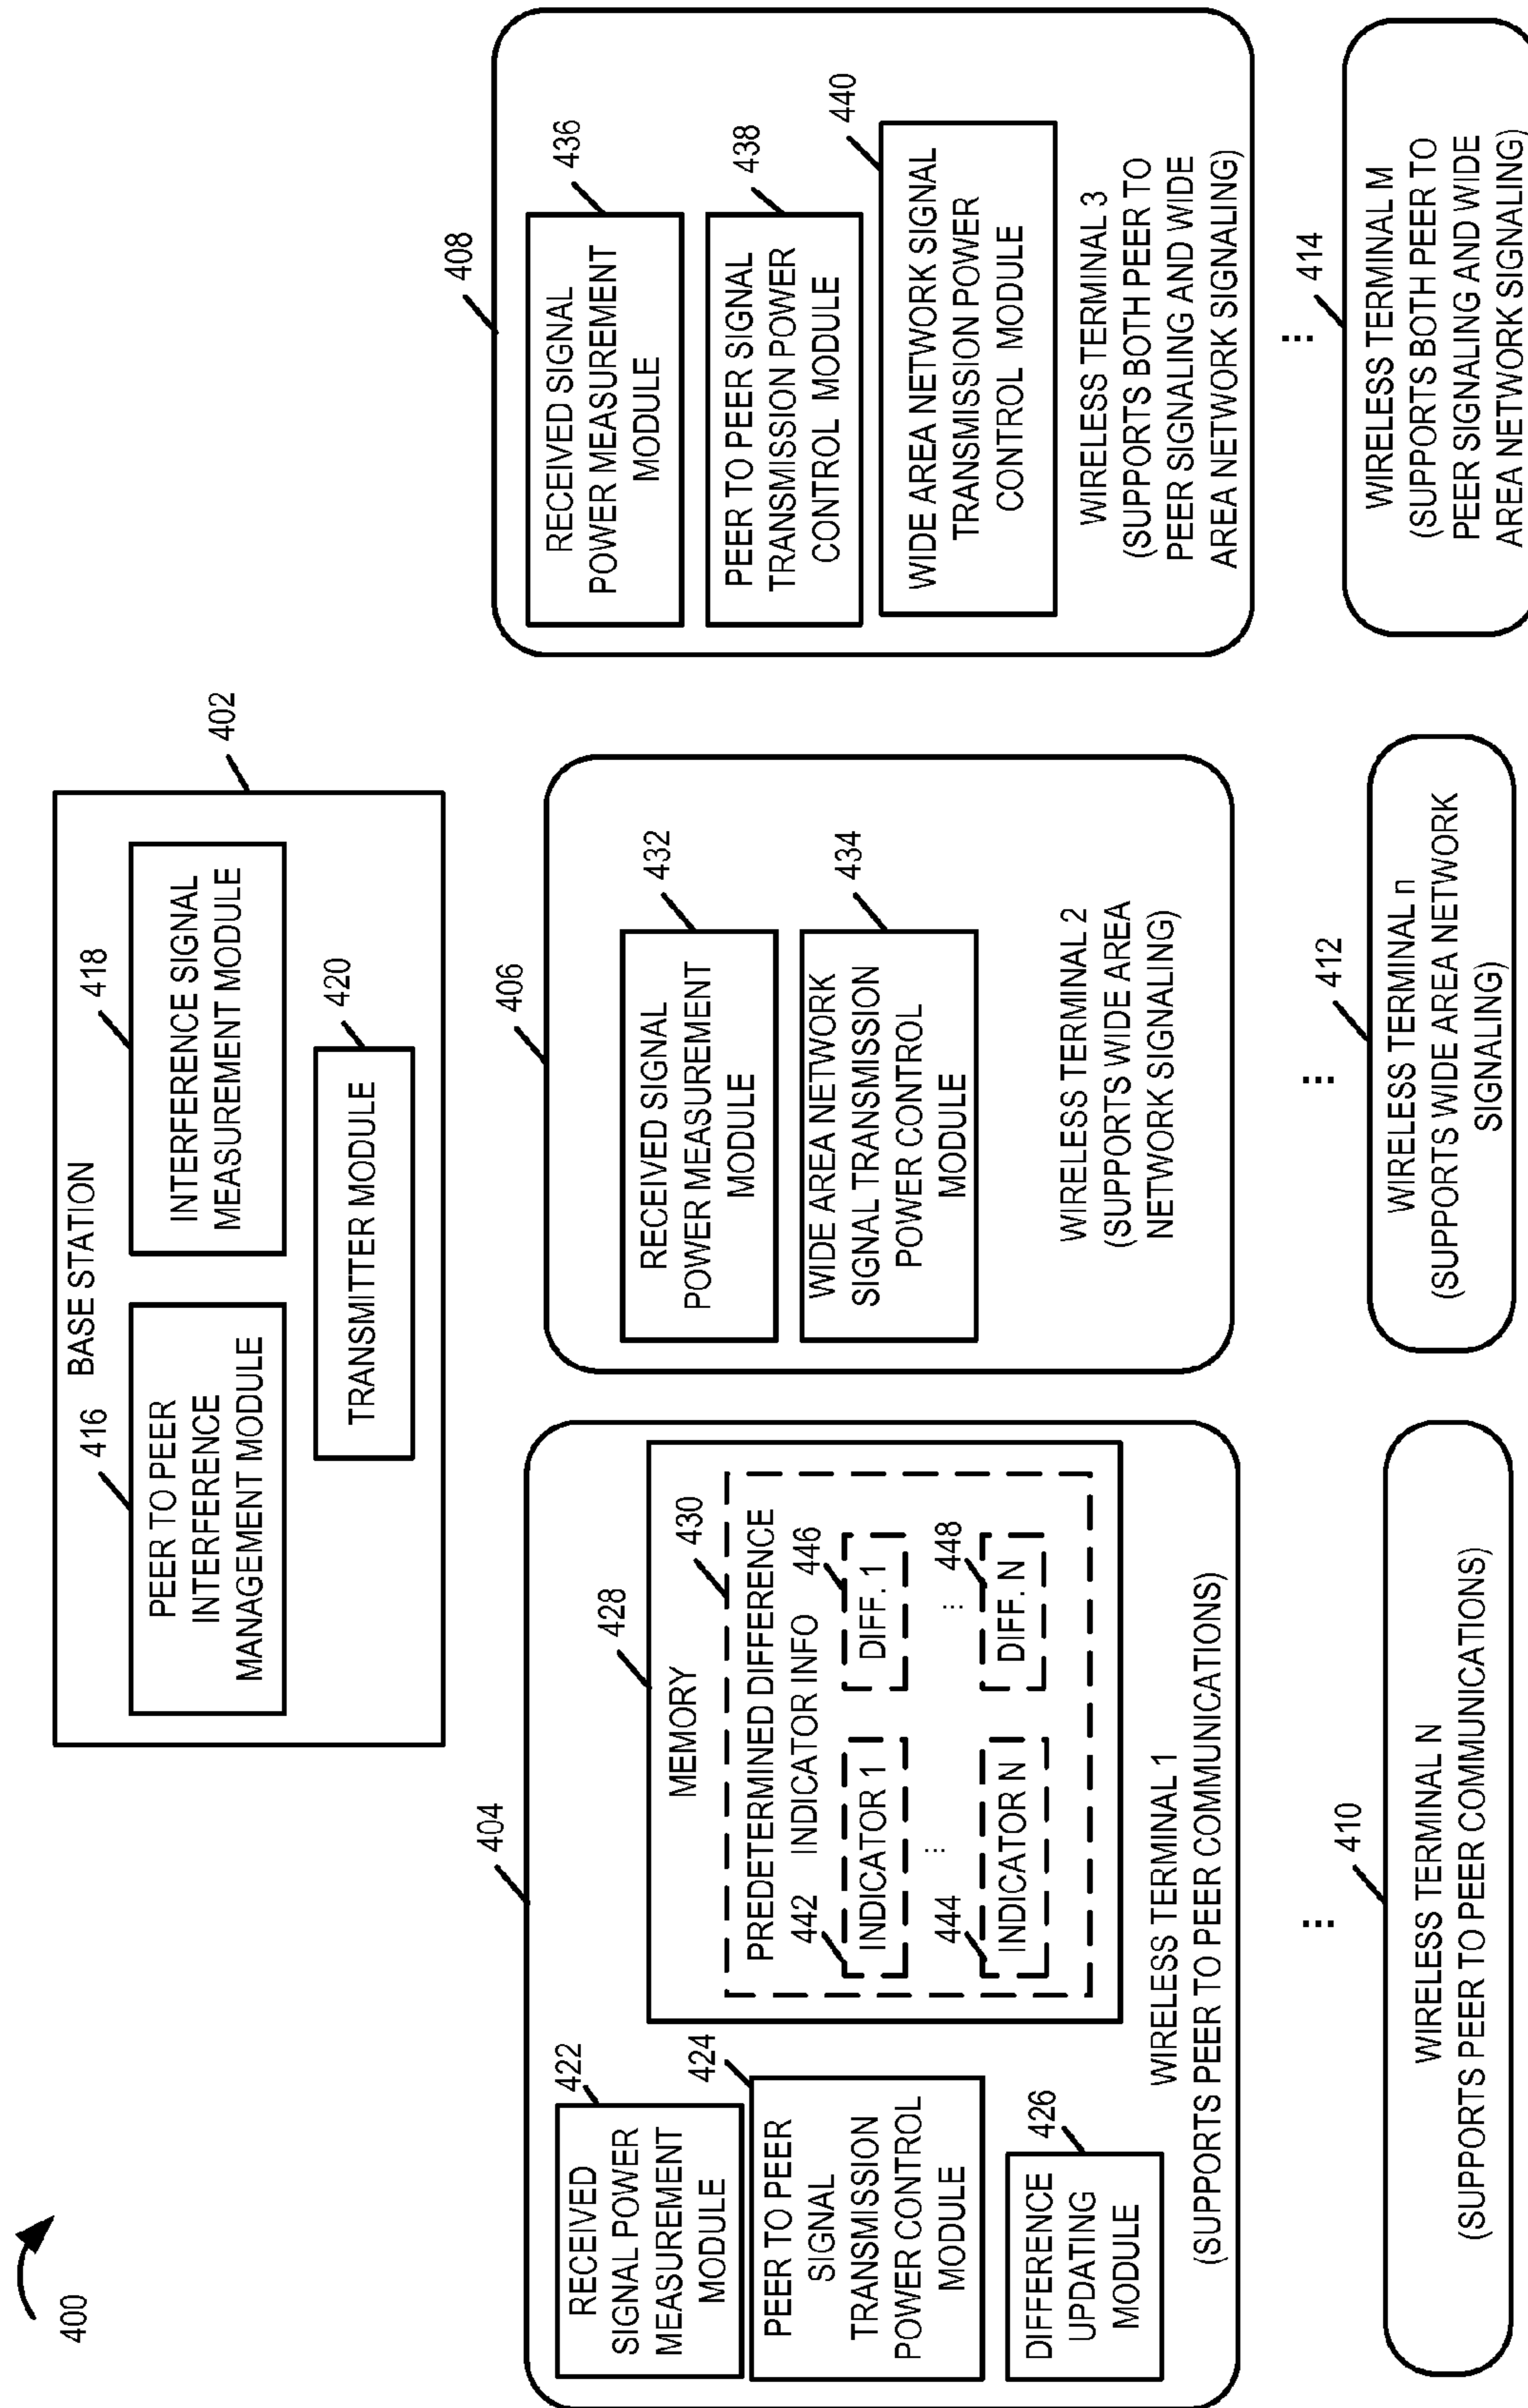 400
BASE STATION
402
416
PEER TO PEER
INTERFERENCE
MANAGEMENT MODULE
418
INTERFERENCE SIGNAL
MEASUREMENT MODULE
420
TRANSMITTER MODULE
404
422
RECEIVED
SIGNAL POWER
MEASUREMENT
MODULE
424
PEER TO PEER
SIGNAL
TRANSMISSION
POWER CONTROL
MODULE
426
DIFFERENCE
UPDATING
MODULE
428
MEMORY
430
PREDETERMINED DIFFERENCE
INDICATOR INFO
442
INDICATOR 1
446
DIFF. 1
⋮
⋮
444
INDICATOR N
448
DIFF. N
WIRELESS TERMINAL 1
(SUPPORTS PEER TO PEER COMMUNICATIONS)
406
432
RECEIVED SIGNAL
POWER MEASUREMENT
MODULE
434
WIDE AREA NETWORK
SIGNAL TRANSMISSION
POWER CONTROL
MODULE
WIRELESS TERMINAL 2
(SUPPORTS WIDE AREA
NETWORK SIGNALING)
408
436
RECEIVED SIGNAL
POWER MEASUREMENT
MODULE
438
PEER TO PEER SIGNAL
TRANSMISSION POWER
CONTROL MODULE
440
WIDE AREA NETWORK SIGNAL
TRANSMISSION POWER
CONTROL MODULE
WIRELESS TERMINAL 3
(SUPPORTS BOTH PEER TO
PEER SIGNALING AND WIDE
AREA NETWORK SIGNALING)
⋮
410
WIRELESS TERMINAL N
(SUPPORTS PEER TO PEER COMMUNICATIONS)
⋮
412
WIRELESS TERMINAL n
(SUPPORTS WIDE AREA NETWORK
SIGNALING)
⋮
414
WIRELESS TERMINAL M
(SUPPORTS BOTH PEER TO
PEER SIGNALING AND WIDE
AREA NETWORK SIGNALING)